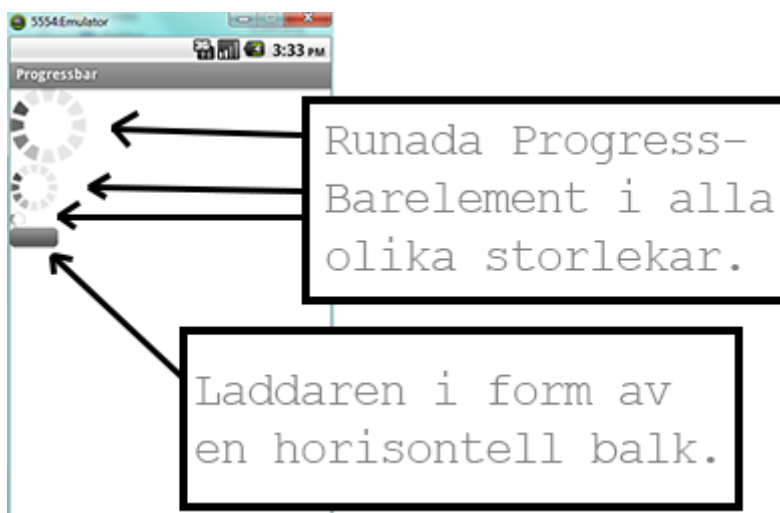 5554:Emulator
3:33 PM
Progressbar
Runada Progress-
Barelement i alla
olika storlekar.
Laddaren i form av
en horisontell balk.